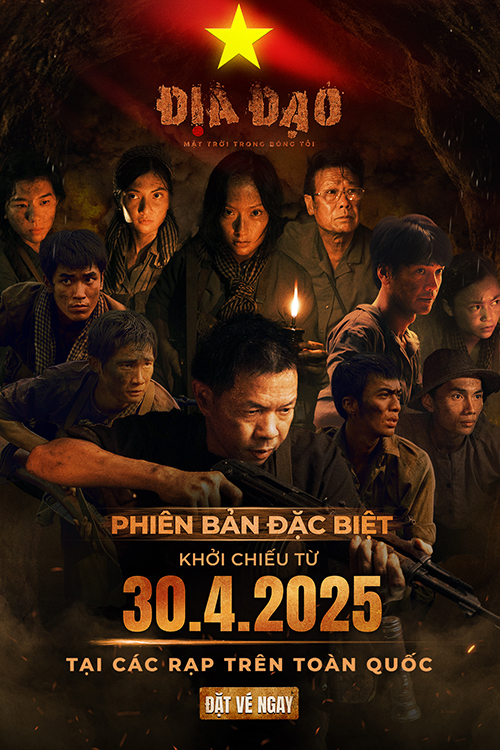 ĐỊA ĐẠO
MẶT TRỜI TRONG BÓNG TỐI
PHIÊN BẢN ĐẶC BIỆT
KHỞI CHIẾU TỪ
30.4.2025
TẠI CÁC RẠP TRÊN TOÀN QUỐC
ĐẶT VÉ NGAY